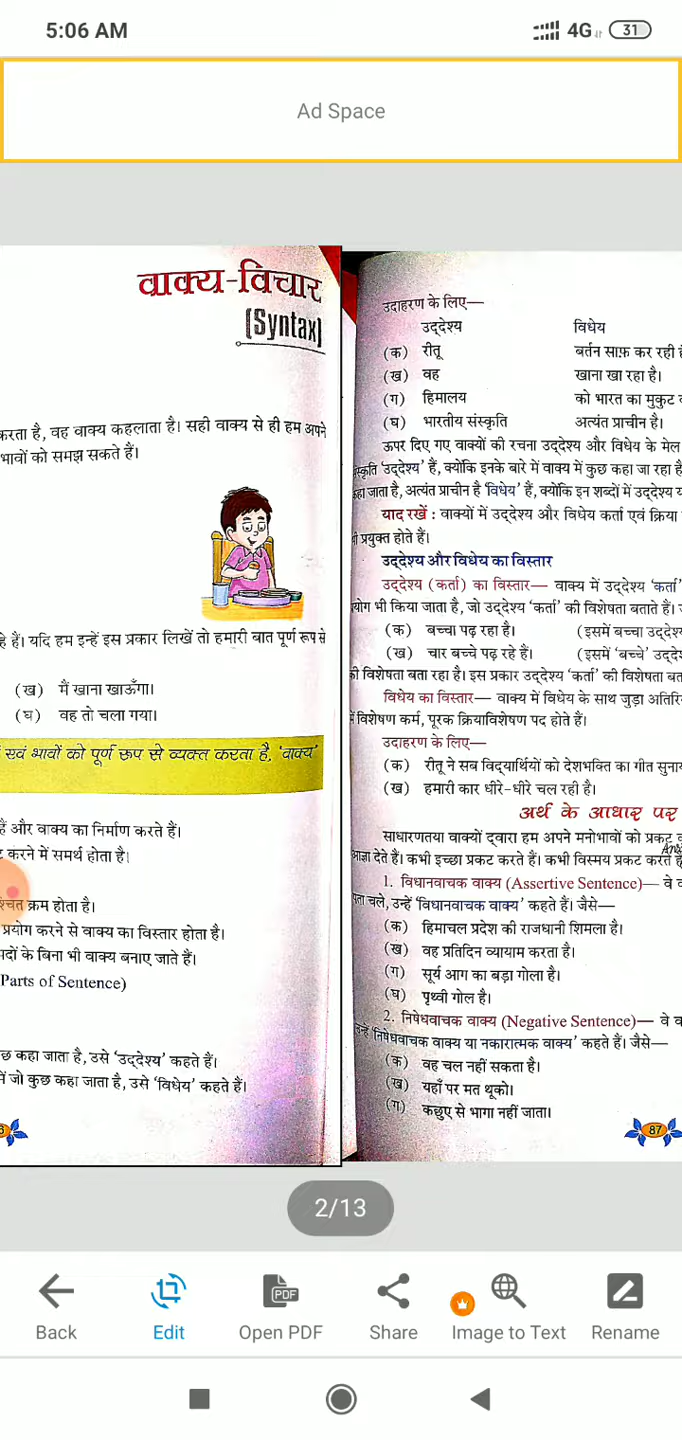 5:06 AM
4G
31
Ad Space
वाक्य-विचार
(Syntax)
करता है, वह वाक्य कहलाता है। सही वाक्य से ही हम अपने
भावों को समझ सकते हैं।
हे हैं। यदि हम इन्हें इस प्रकार लिखें तो हमारी बात पूर्ण रूप से
(ख) मैं खाना खाऊँगा।
(घ) वह तो चला गया।
एवं भावों को पूर्ण रूप से व्यक्त करता है, 'वाक्य'
हैं और वाक्य का निर्माण करते हैं।
करने में समर्थ होता है।
क्रम होता है।
प्रयोग करने से वाक्य का विस्तार होता है।
पदों के बिना भी वाक्य बनाए जाते हैं।
Parts of Sentence)
छ कहा जाता है, उसे 'उद्देश्य' कहते हैं।
में जो कुछ कहा जाता है, उसे 'विधेय' कहते हैं।
उदाहरण के लिए—
उद्देश्य विधेय
(क) रीतू बर्तन साफ़ कर रही
(ख) वह खाना खा रहा है।
(ग) हिमालय को भारत का मुकुट
(घ) भारतीय संस्कृति अत्यंत प्राचीन है।
ऊपर दिए गए वाक्यों की रचना उद्देश्य और विधेय के मेल
'उद्देश्य' हैं, क्योंकि इनके बारे में वाक्य में कुछ कहा जा रहा है
जाता है, अत्यंत प्राचीन है 'विधेय' हैं, क्योंकि इन शब्दों में उद्देश्य
याद रखें : वाक्यों में उद्देश्य और विधेय कर्ता एवं क्रिया
प्रयुक्त होते हैं।
उद्देश्य और विधेय का विस्तार
उद्देश्य (कर्ता) का विस्तार— वाक्य में उद्देश्य 'कर्ता'
योग भी किया जाता है, जो उद्देश्य 'कर्ता' की विशेषता बताते हैं।
(क) बच्चा पढ़ रहा है। (इसमें बच्चा उद्देश्य
(ख) चार बच्चे पढ़ रहे हैं। (इसमें 'बच्चे' उद्दे
की विशेषता बता रहा है। इस प्रकार उद्देश्य 'कर्ता' की विशेषता बत
विधेय का विस्तार— वाक्य में विधेय के साथ जुड़ा अतिरि
में विशेषण कर्म, पूरक क्रियाविशेषण पद होते हैं।
उदाहरण के लिए—
(क) रीतू ने सब विद्यार्थियों को देशभक्ति का गीत सुनाय
(ख) हमारी कार धीरे-धीरे चल रही है।
अर्थ के आधार पर
साधारणतया वाक्यों द्वारा हम अपने मनोभावों को प्रकट
आज्ञा देते हैं। कभी इच्छा प्रकट करते हैं। कभी विस्मय प्रकट करते
1. विधानवाचक वाक्य (Assertive Sentence)— वे
पता चले, उन्हें 'विधानवाचक वाक्य' कहते हैं। जैसे—
(क) हिमाचल प्रदेश की राजधानी शिमला है।
(ख) वह प्रतिदिन व्यायाम करता है।
(ग) सूर्य आग का बड़ा गोला है।
(घ) पृथ्वी गोल है।
2. निषेधवाचक वाक्य (Negative Sentence)— वे
उन्हें 'निषेधवाचक वाक्य या नकारात्मक वाक्य' कहते हैं। जैसे—
(क) वह चल नहीं सकता है।
(ख) यहाँ पर मत थूको।
(ग) कछुए से भागा नहीं जाता।
87
2/13
Back
Edit
PDF
Open PDF
Share
Image to Text
Rename